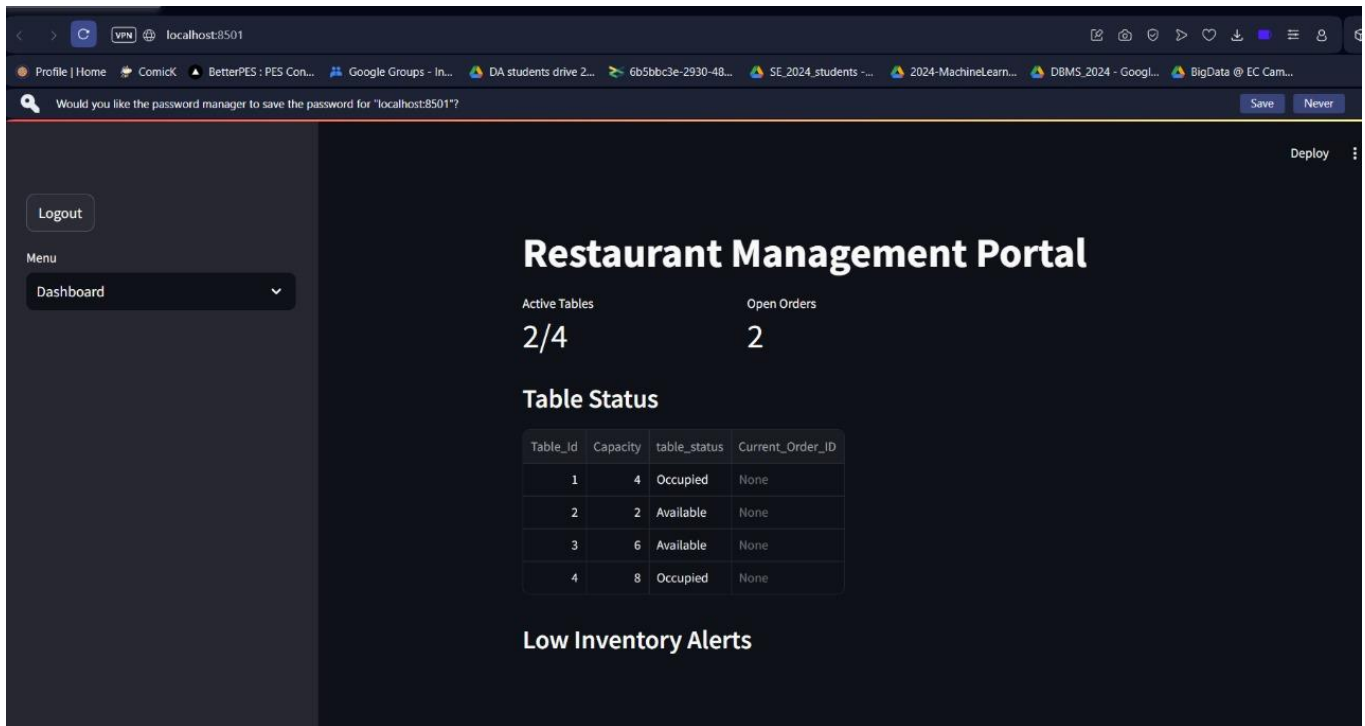 VPN localhost:8501
Profile | Home ComicK BetterPES : PES Con... Google Groups - In... DA students drive 2... 6b5bbc3e-2930-48... SE_2024_students -... 2024-MachineLearn... DBMS_2024 - Googl... BigData @ EC Cam...
Would you like the password manager to save the password for "localhost:8501"? Save Never
Deploy
Logout
Menu
Dashboard
Restaurant Management Portal
Active Tables Open Orders
2/4 2
Table Status
Table_Id Capacity table_status Current_Order_ID
1 4 Occupied None
2 2 Available None
3 6 Available None
4 8 Occupied None
Low Inventory Alerts